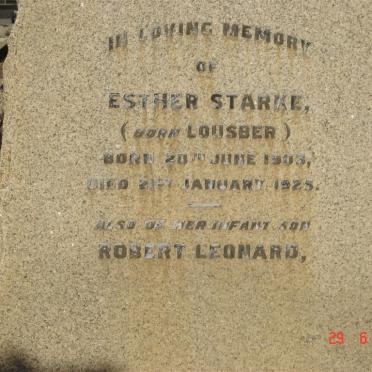 IN LOVING MEMORY
OF
ESTHER STARKE,
(BORN LOUSBER)
BORN 20TH JUNE 1903,
DIED 21ST JANUARY 1925.
ALSO OF HER INFANT SON
ROBERT LEONARD,
29 6